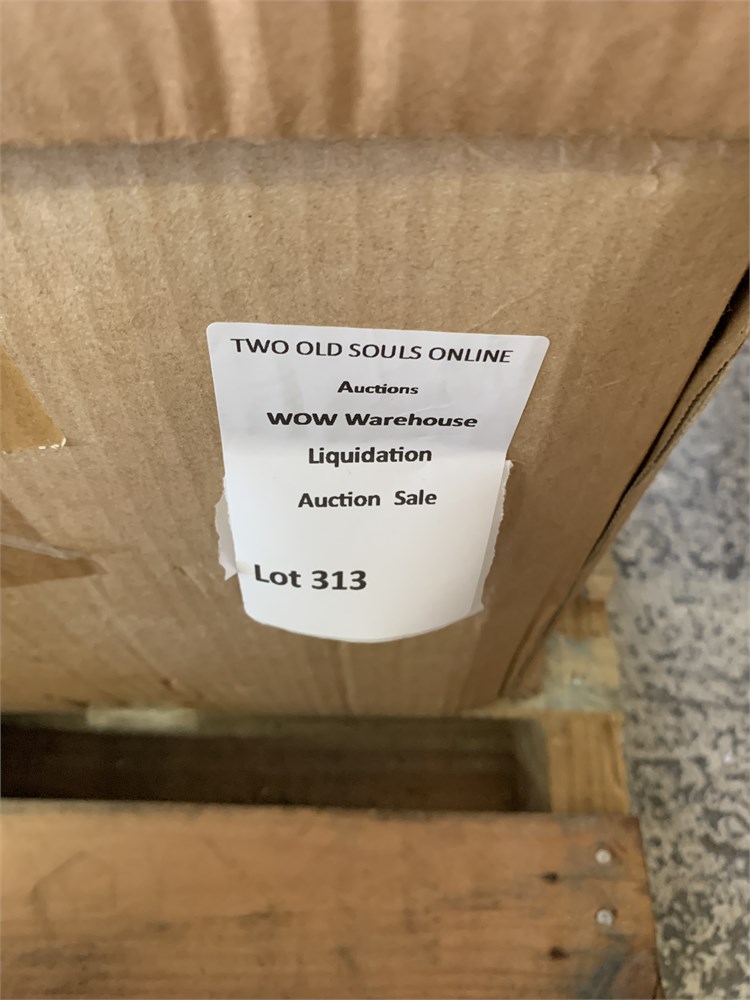 TWO OLD SOULS ONLINE
Auctions
WOW Warehouse
Liquidation
Auction Sale
Lot 313